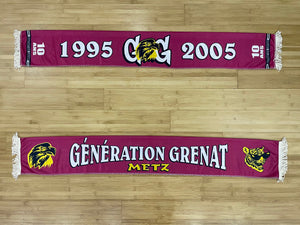 10 ANS
1995 GG 2005
10 ANS
GÉNÉRATION GRENAT
METZ